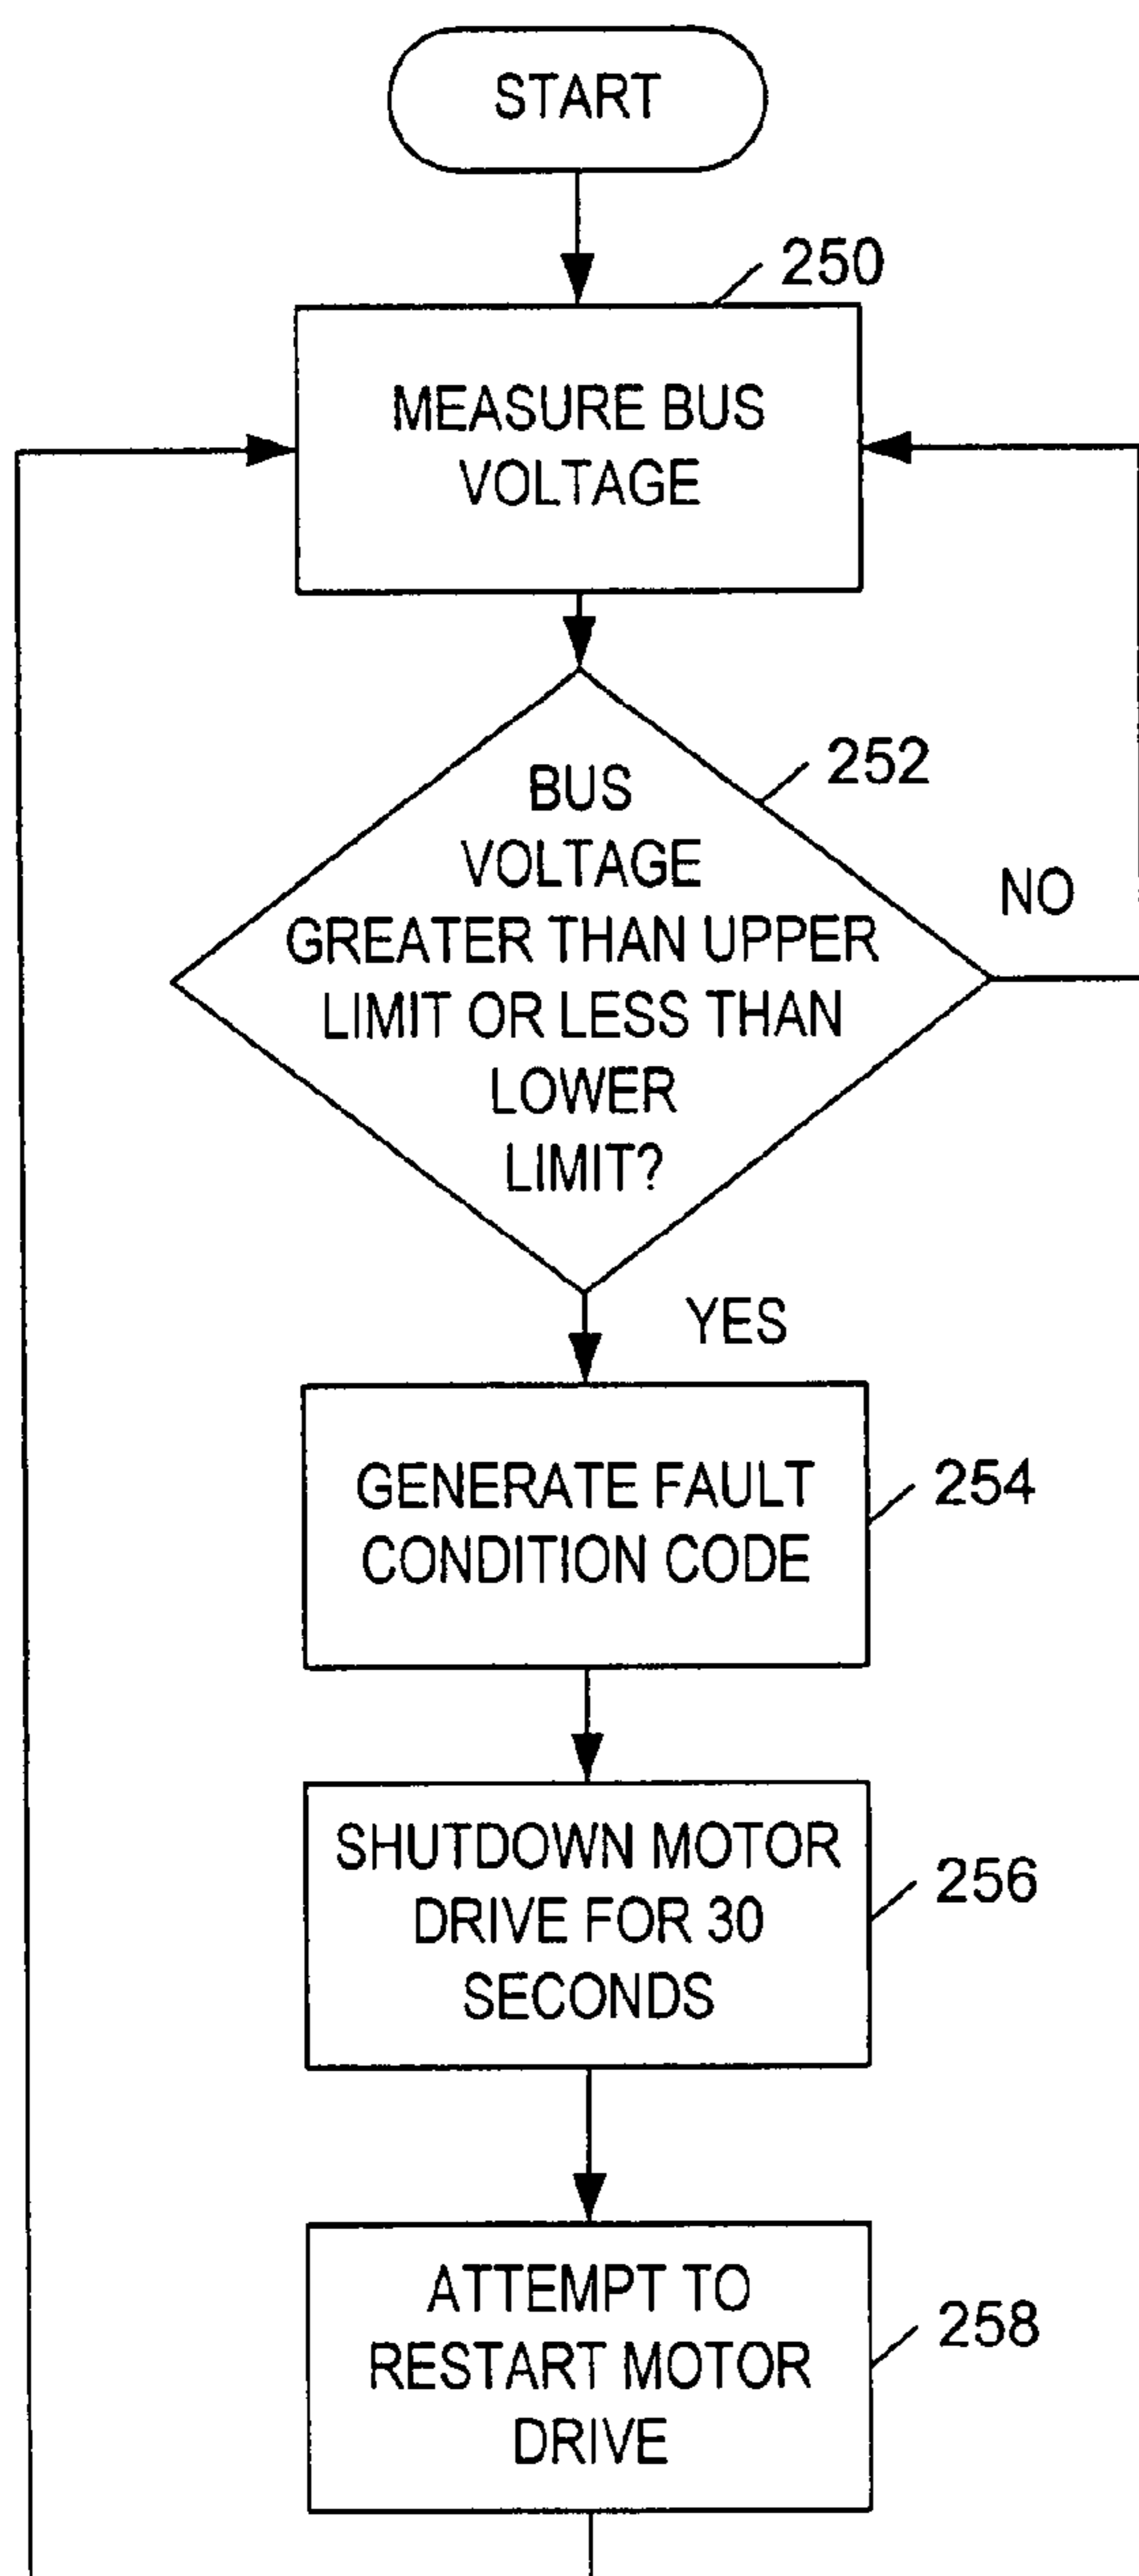 START
250
MEASURE BUS
VOLTAGE
252
BUS
VOLTAGE
GREATER THAN UPPER
LIMIT OR LESS THAN
LOWER
LIMIT?
NO
YES
254
GENERATE FAULT
CONDITION CODE
256
SHUTDOWN MOTOR
DRIVE FOR 30
SECONDS
258
ATTEMPT TO
RESTART MOTOR
DRIVE